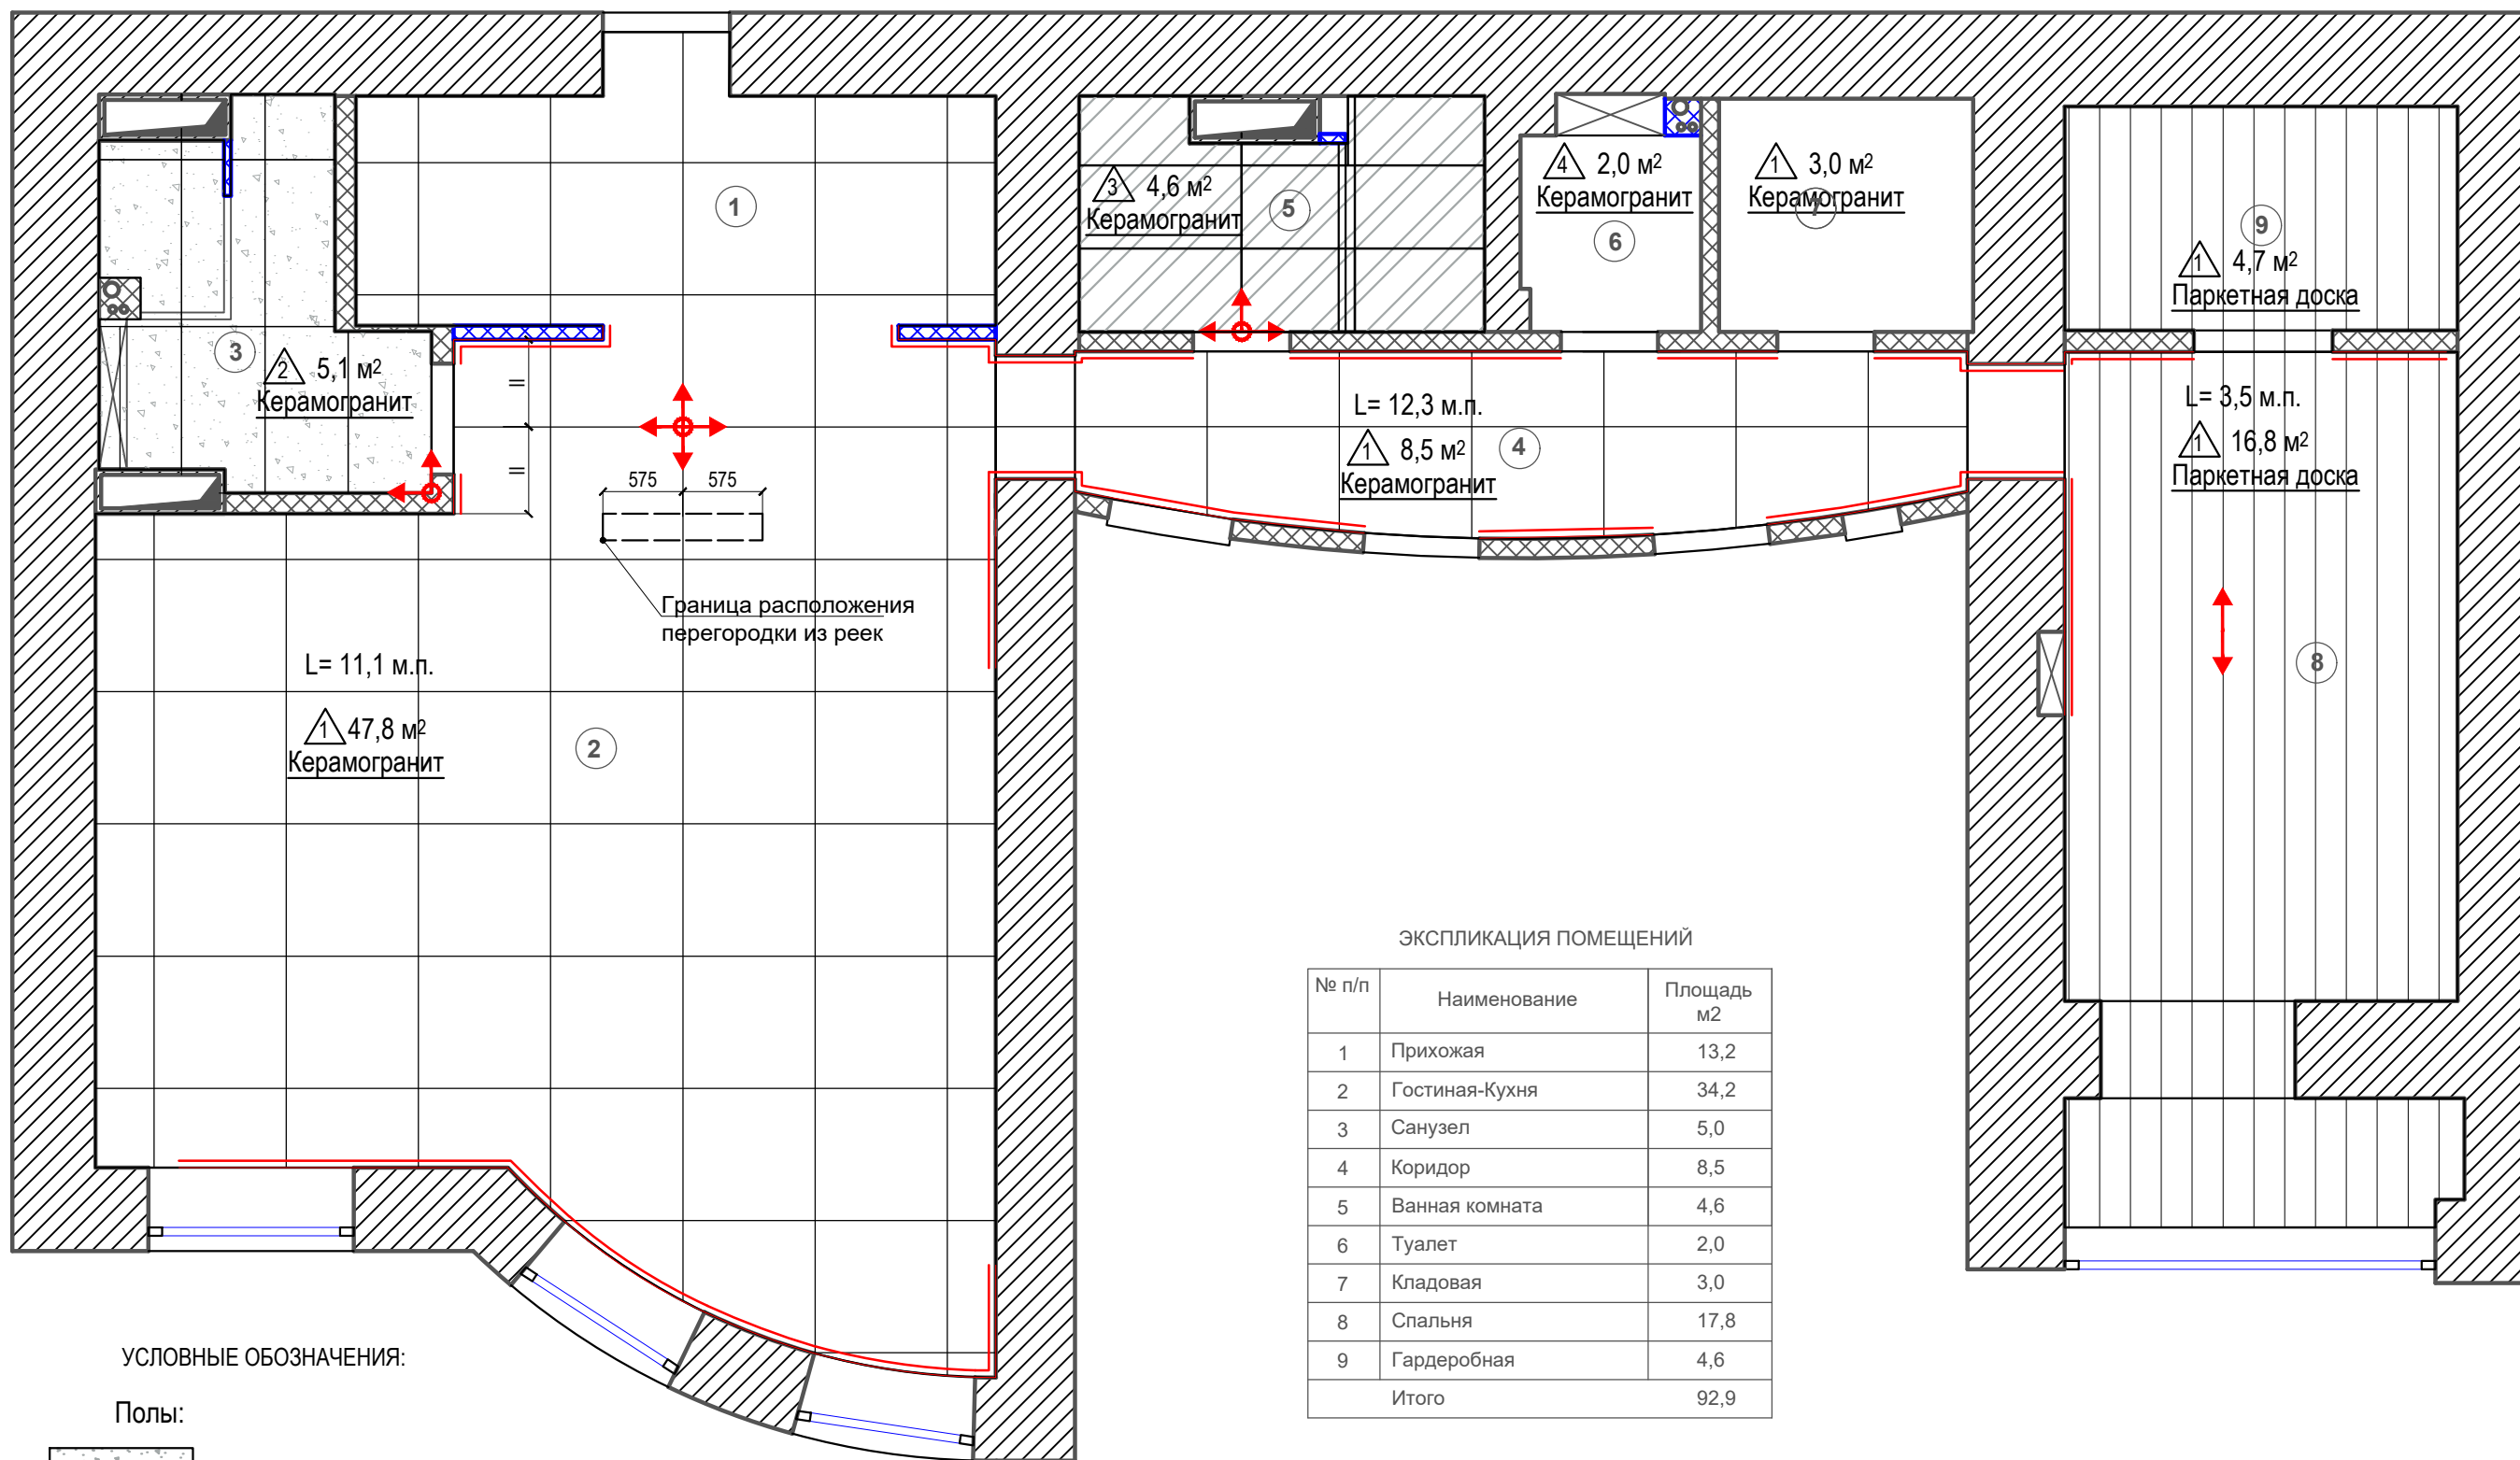 1
3
4,6 м2
Керамогранит
5
4
2,0 м2
Керамогранит
6
1
3,0 м2
Керамогранит
7
9
1
4,7 м2
Паркетная доска
3
2
5,1 м2
Керамогранит
L= 12,3 м.п.
1
8,5 м2
Керамогранит
4
L= 3,5 м.п.
1
16,8 м2
Паркетная доска
8
=
=
575
575
Граница расположения
перегородки из реек
L= 11,1 м.п.
1
47,8 м2
Керамогранит
2
ЭКСПЛИКАЦИЯ ПОМЕЩЕНИЙ
№ п/п Наименование Площадь
м2
1 Прихожая 13,2
2 Гостиная-Кухня 34,2
3 Санузел 5,0
4 Коридор 8,5
5 Ванная комната 4,6
6 Туалет 2,0
7 Кладовая 3,0
8 Спальня 17,8
9 Гардеробная 4,6
Итого 92,9
УСЛОВНЫЕ ОБОЗНАЧЕНИЯ:
Полы: